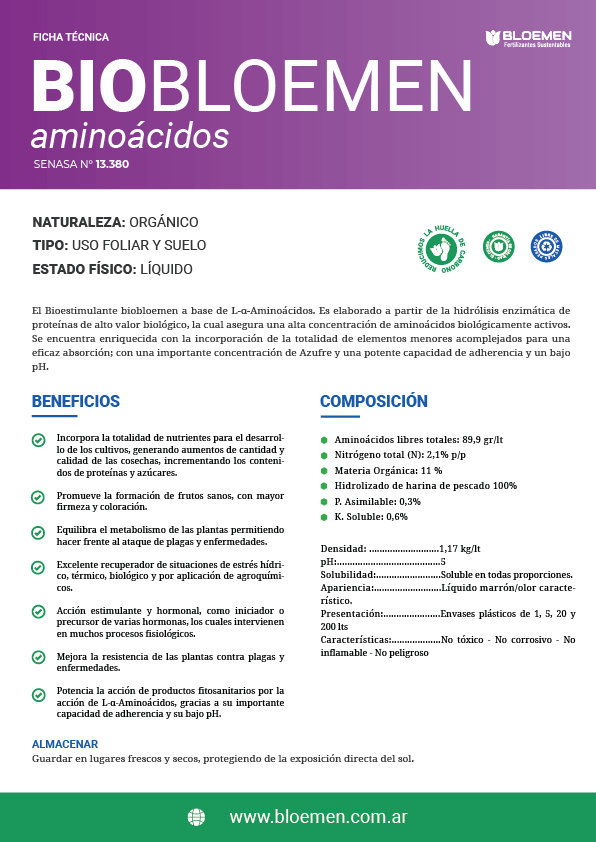 FICHA TÉCNICA
BLOEMEN
Fertilizantes Sustentables
BIOBLOEMEN
aminoácidos
SENASA Nº 13.380
NATURALEZA: ORGÁNICO
TIPO: USO FOLIAR Y SUELO
ESTADO FÍSICO: LÍQUIDO
REDUCIMOS LA HUELLA DE CARBONO
El Bioestimulante biobloemen a base de L-α-Aminoácidos. Es elaborado a partir de la hidrólisis enzimática de
proteínas de alto valor biológico, la cual asegura una alta concentración de aminoácidos biológicamente activos.
Se encuentra enriquecida con la incorporación de la totalidad de elementos menores acomplejados para una
eficaz absorción; con una importante concentración de Azufre y una potente capacidad de adherencia y un bajo
pH.
BENEFICIOS
Incorpora la totalidad de nutrientes para el desarrol-
lo de los cultivos, generando aumentos de cantidad y
calidad de las cosechas, incrementando los conteni-
dos de proteínas y azúcares.
Promueve la formación de frutos sanos, con mayor
firmeza y coloración.
Equilibra el metabolismo de las plantas permitiendo
hacer frente al ataque de plagas y enfermedades.
Excelente recuperador de situaciones de estrés hídri-
co, térmico, biológico y por aplicación de agroquími-
cos.
Acción estimulante y hormonal, como iniciador o
precursor de varias hormonas, los cuales intervienen
en muchos procesos fisiológicos.
Mejora la resistencia de las plantas contra plagas y
enfermedades.
Potencia la acción de productos fitosanitarios por la
acción de L-α-Aminoácidos, gracias a su importante
capacidad de adherencia y su bajo pH.
COMPOSICIÓN
Aminoácidos libres totales: 89,9 gr/lt
Nitrógeno total (N): 2,1% p/p
Materia Orgánica: 11 %
Hidrolizado de harina de pescado 100%
P. Asimilable: 0,3%
K. Soluble: 0,6%
Densidad: ...........................1,17 kg/lt
pH:.......................................5
Solubilidad:........................Soluble en todas proporciones.
Apariencia:.........................Líquido marrón/olor caracte-
rístico.
Presentación:.....................Envases plásticos de 1, 5, 20 y
200 lts
Características:..................No tóxico - No corrosivo - No
inflamable - No peligroso
ALMACENAR
Guardar en lugares frescos y secos, protegiendo de la exposición directa del sol.
www.bloemen.com.ar